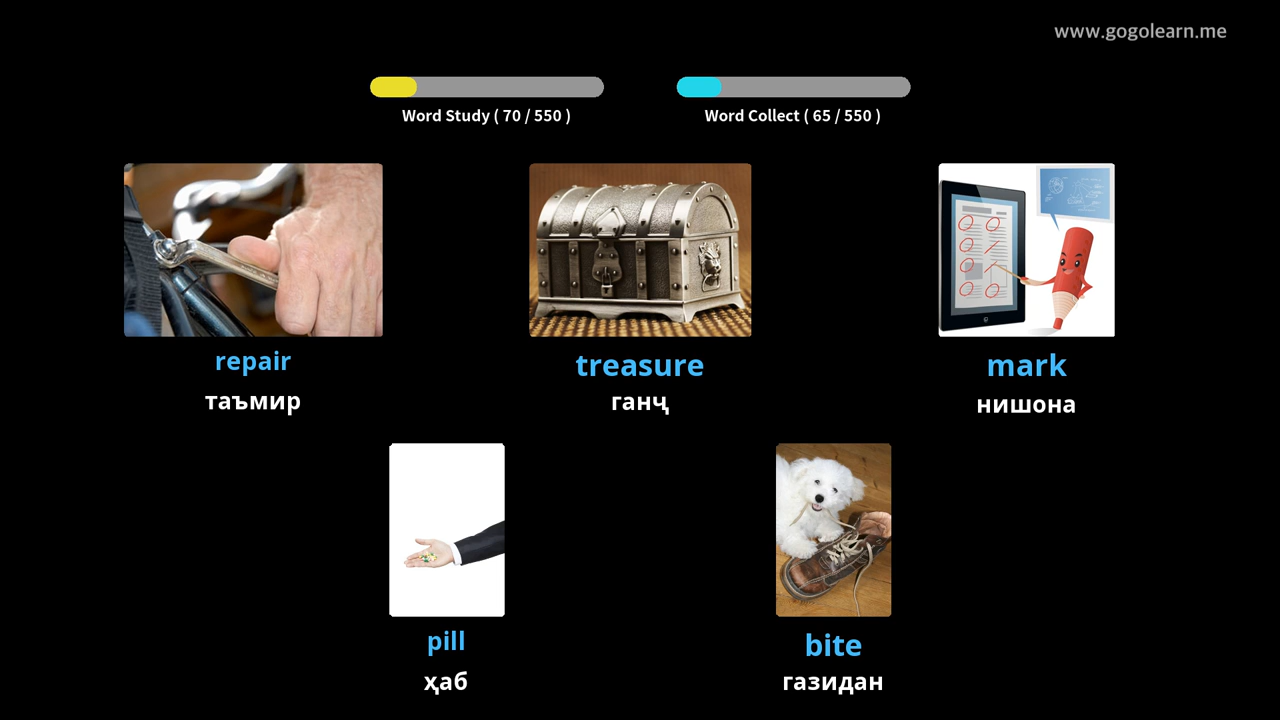 www.gogolearn.me
Word Study ( 70 / 550 )
Word Collect ( 65 / 550 )
repair
таъмир
treasure
ганҷ
mark
нишона
pill
ҳаб
bite
газидан